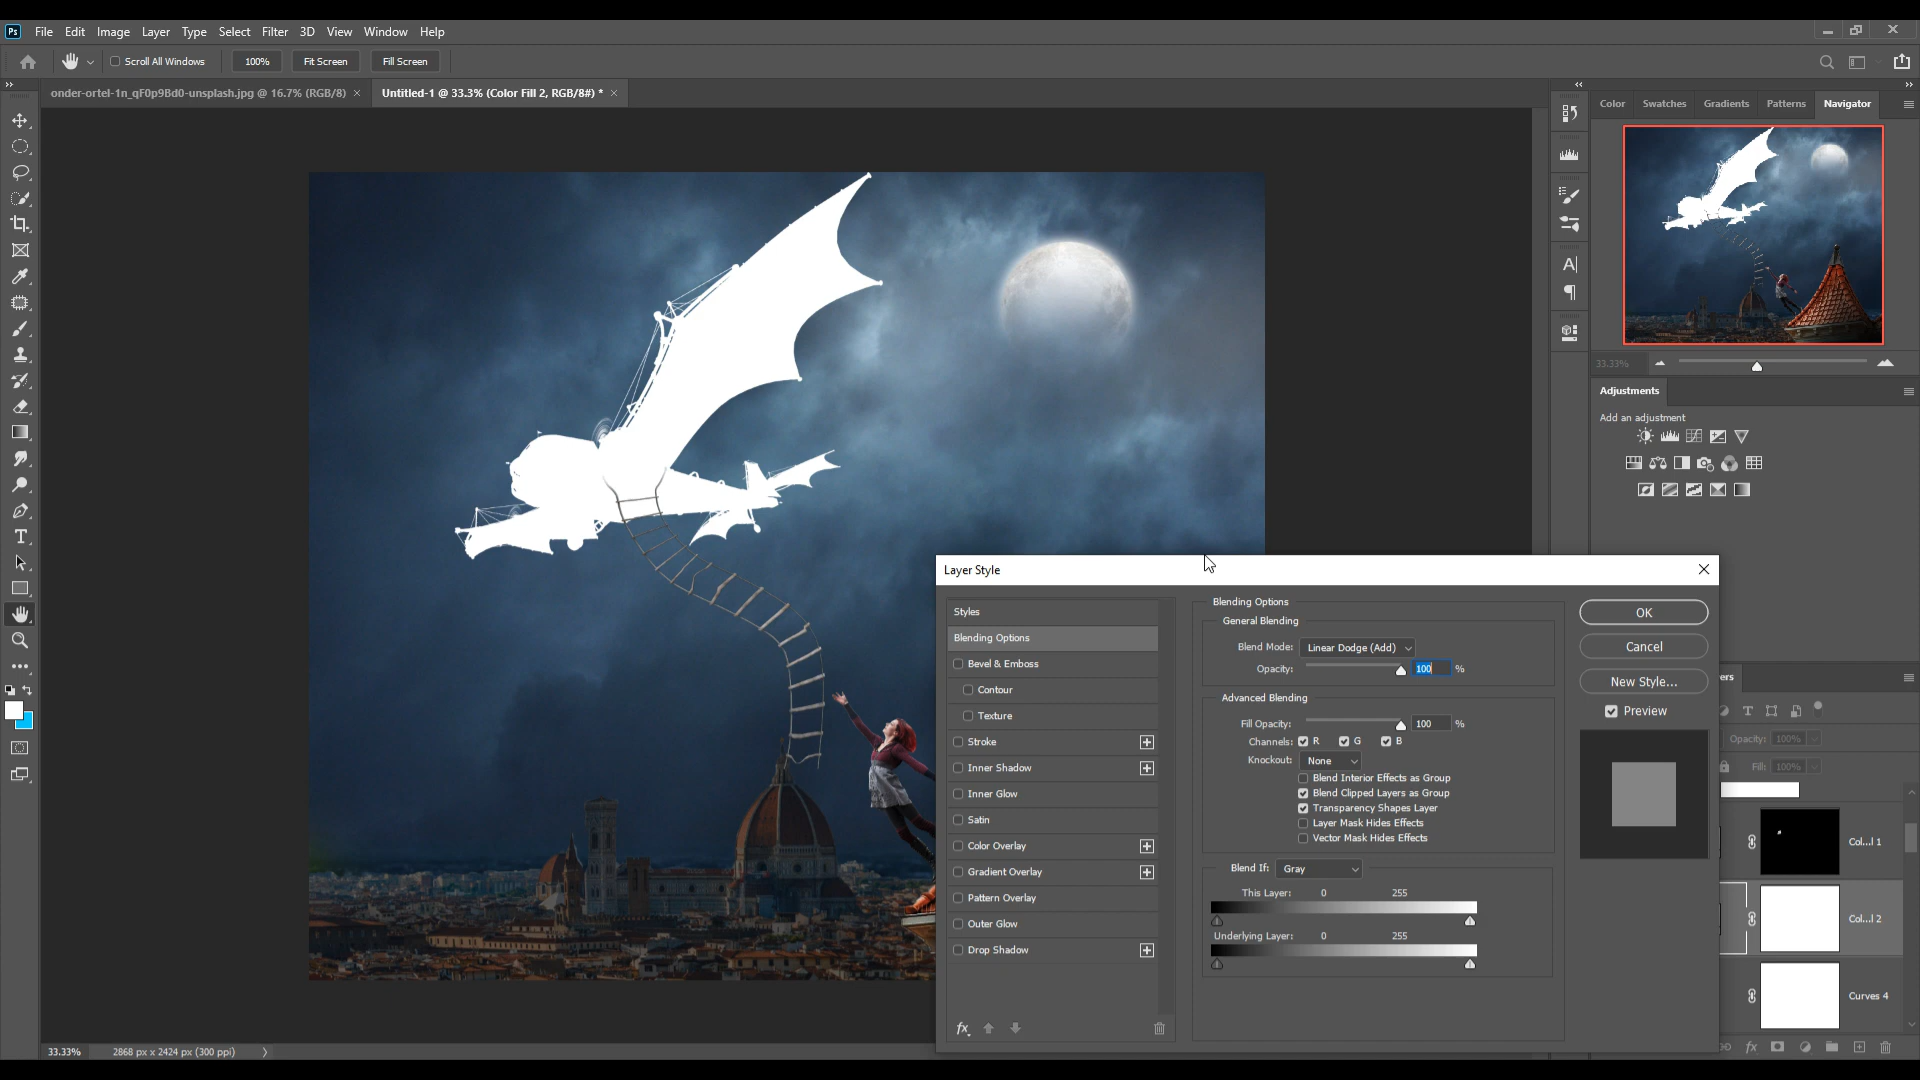 Ps File Edit Image Layer Type Select Filter 3D View Window Help
Scroll All Windows 100% Fit Screen Fill Screen
onder-ortel-1n_qF0p9Bd0-unsplash.jpg @ 16.7% (RGB/8) ×
Untitled-1 @ 33.3% (Color Fill 2, RGB/8#) * ×
Color Swatches Gradients Patterns Navigator
33.33%
Adjustments
Add an adjustment
Layer Style
Styles
Blending Options
Bevel & Emboss
Contour
Texture
Stroke
Inner Shadow
Inner Glow
Satin
Color Overlay
Gradient Overlay
Pattern Overlay
Outer Glow
Drop Shadow
fx
Blending Options
General Blending
Blend Mode: Linear Dodge (Add)
Opacity: 100 %
Advanced Blending
Fill Opacity: 100 %
Channels: R G B
Knockout: None
Blend Interior Effects as Group
Blend Clipped Layers as Group
Transparency Shapes Layer
Layer Mask Hides Effects
Vector Mask Hides Effects
Blend If: Gray
This Layer: 0 255
Underlying Layer: 0 255
OK
Cancel
New Style...
Preview
ers
Opacity: 100%
Fill: 100%
Col...l 1
Col...l 2
Curves 4
fx
33.33% 2868 px x 2424 px (300 ppi)